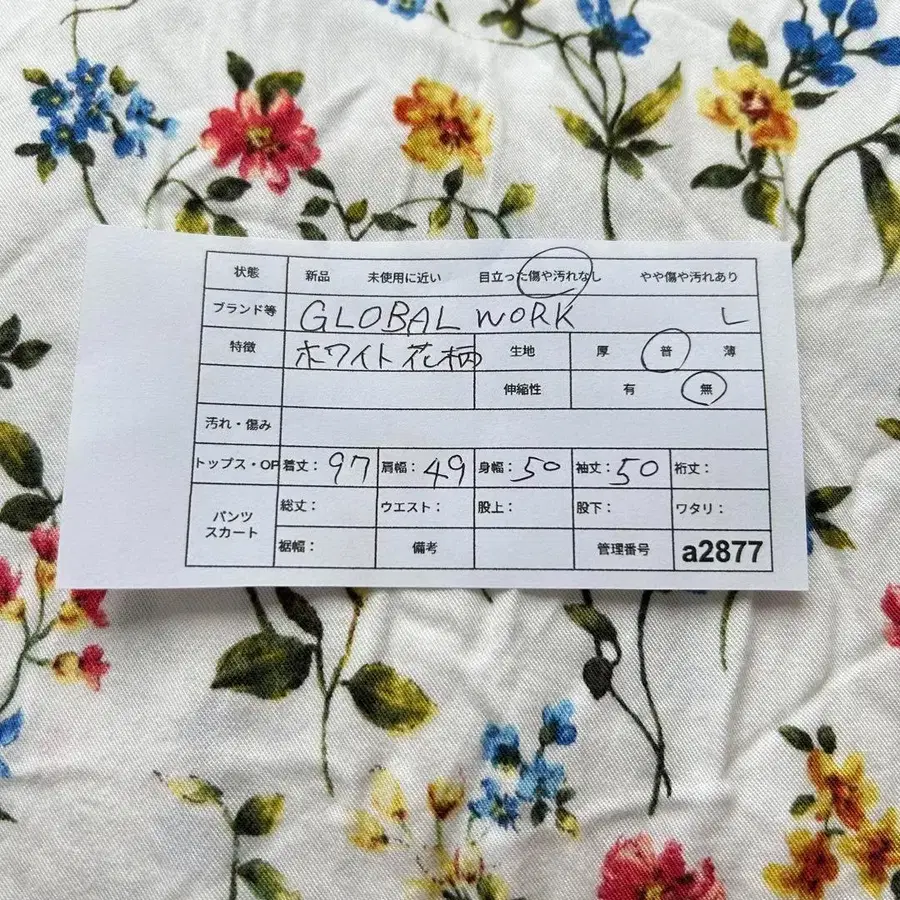 状態 新品 未使用に近い 目立った傷や汚れなし やや傷や汚れあり
ブランド等 GLOBAL WORK L
特徴 ホワイト花柄 生地 厚 普 薄
伸縮性 有 無
汚れ・傷み
トップス・OP 着丈: 97 肩幅: 49 身幅: 50 袖丈: 50 裄丈:
パンツ スカート 総丈: ウエスト: 股上: 股下: ワタリ:
裾幅: 備考 管理番号 a2877